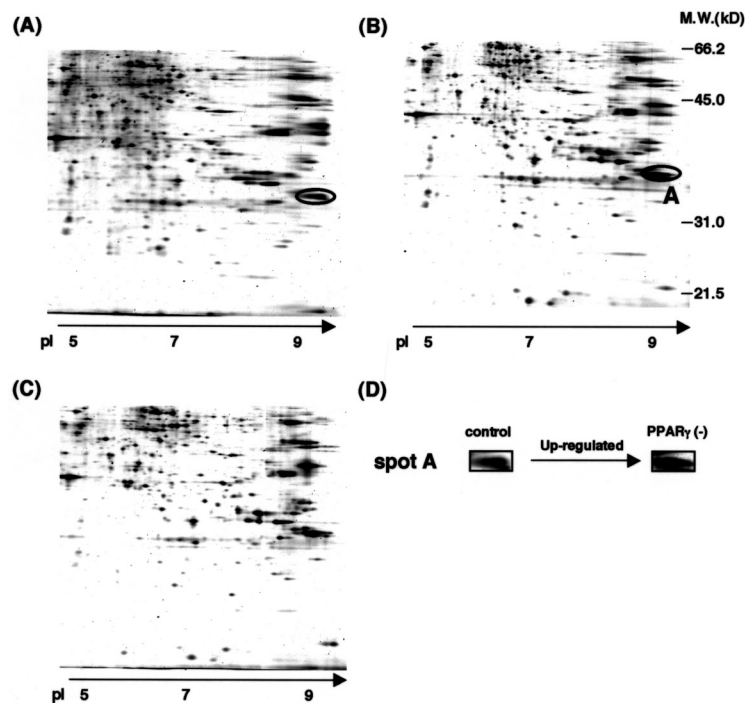 (A)
pI 5 7 9
(B)
M.W.(kD)
66.2
45.0
A
31.0
21.5
pI 5 7 9
(C)
pI 5 7 9
(D)
control Up-regulated PPARγ (-)
spot A